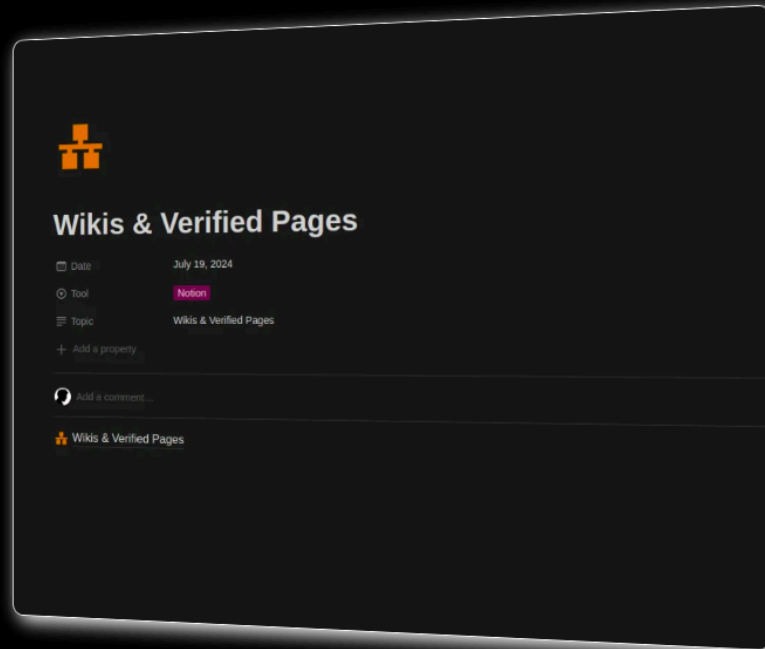 Wikis & Verified Pages
Date July 19, 2024
Tool Notion
Topic Wikis & Verified Pages
Add a property
Add a comment...
Wikis & Verified Pages